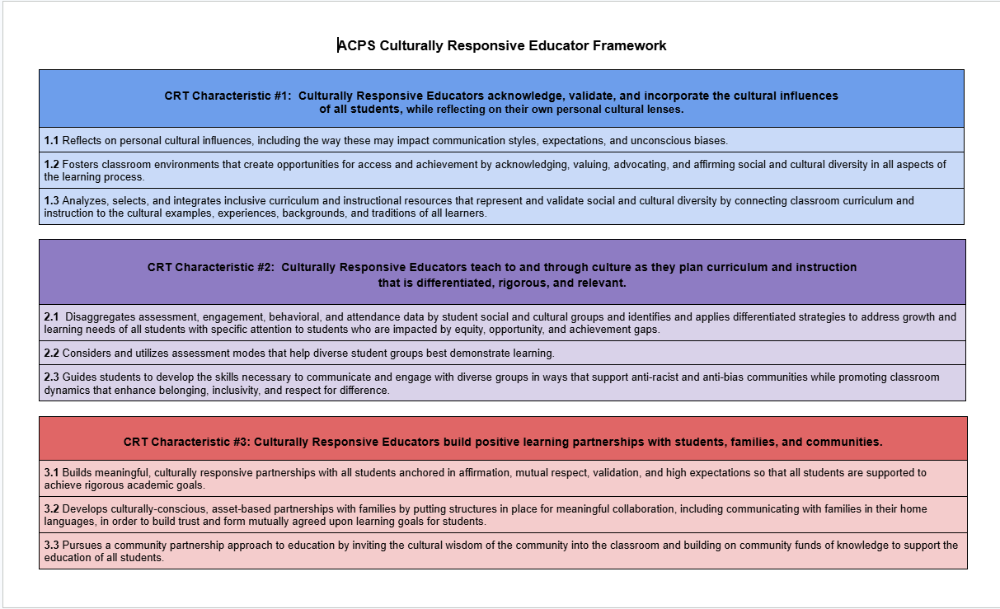 ACPS Culturally Responsive Educator Framework
CRT Characteristic #1: Culturally Responsive Educators acknowledge, validate, and incorporate the cultural influences
of all students, while reflecting on their own personal cultural lenses.
1.1 Reflects on personal cultural influences, including the way these may impact communication styles, expectations, and unconscious biases.
1.2 Fosters classroom environments that create opportunities for access and achievement by acknowledging, valuing, advocating, and affirming social and cultural diversity in all aspects of
the learning process.
1.3 Analyzes, selects, and integrates inclusive curriculum and instructional resources that represent and validate social and cultural diversity by connecting classroom curriculum and
instruction to the cultural examples, experiences, backgrounds, and traditions of all learners.
CRT Characteristic #2: Culturally Responsive Educators teach to and through culture as they plan curriculum and instruction
that is differentiated, rigorous, and relevant.
2.1 Disaggregates assessment, engagement, behavioral, and attendance data by student social and cultural groups and identifies and applies differentiated strategies to address growth and
learning needs of all students with specific attention to students who are impacted by equity, opportunity, and achievement gaps.
2.2 Considers and utilizes assessment modes that help diverse student groups best demonstrate learning.
2.3 Guides students to develop the skills necessary to communicate and engage with diverse groups in ways that support anti-racist and anti-bias communities while promoting classroom
dynamics that enhance belonging, inclusivity, and respect for difference.
CRT Characteristic #3: Culturally Responsive Educators build positive learning partnerships with students, families, and communities.
3.1 Builds meaningful, culturally responsive partnerships with all students anchored in affirmation, mutual respect, validation, and high expectations so that all students are supported to
achieve rigorous academic goals.
3.2 Develops culturally-conscious, asset-based partnerships with families by putting structures in place for meaningful collaboration, including communicating with families in their home
languages, in order to build trust and form mutually agreed upon learning goals for students.
3.3 Pursues a community partnership approach to education by inviting the cultural wisdom of the community into the classroom and building on community funds of knowledge to support the
education of all students.